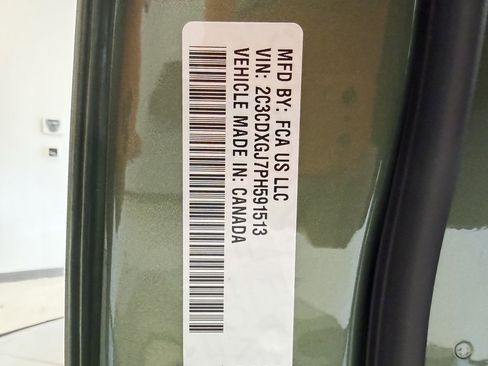 MFD BY: FCA US LLC
VIN: 2C3CDXGJ7PH591513
VEHICLE MADE IN: CANADA